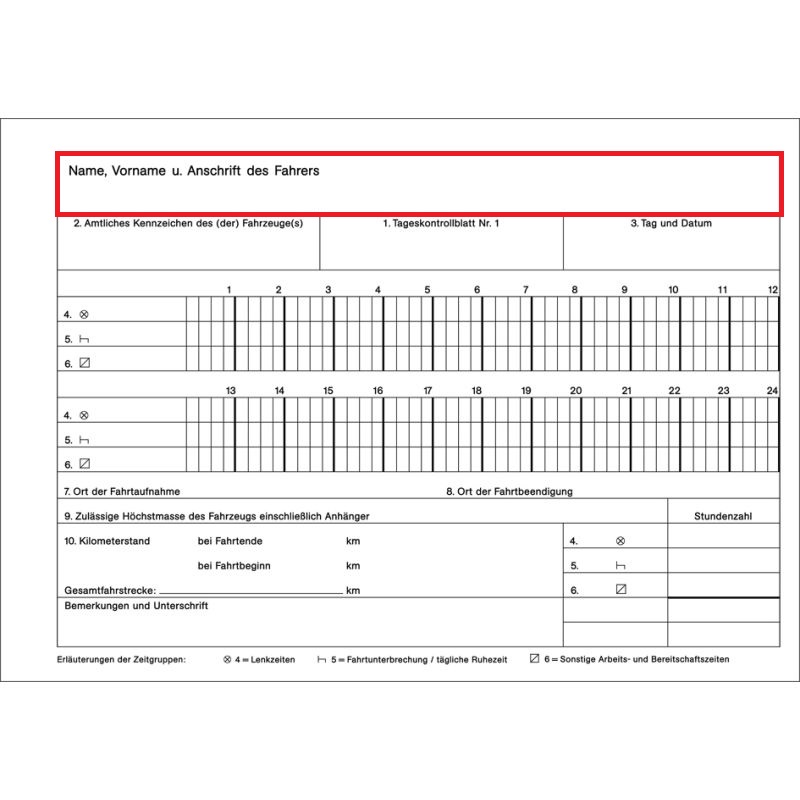 Name, Vorname u. Anschrift des Fahrers
2. Amtliches Kennzeichen des (der) Fahrzeuge(s) 1. Tageskontrollblatt Nr. 1 3. Tag und Datum
1 2 3 4 5 6 7 8 9 10 11 12
4.
5.
6.
13 14 15 16 17 18 19 20 21 22 23 24
4.
5.
6.
7. Ort der Fahrtaufnahme 8. Ort der Fahrtbeendigung
9. Zulässige Höchstmasse des Fahrzeugs einschließlich Anhänger Stundenzahl
10. Kilometerstand bei Fahrtende km 4.
bei Fahrtbeginn km 5.
Gesamtfahrstrecke: km 6.
Bemerkungen und Unterschrift
Erläuterungen der Zeitgruppen: 4 = Lenkzeiten 5 = Fahrtunterbrechung / tägliche Ruhezeit 6 = Sonstige Arbeits- und Bereitschaftszeiten